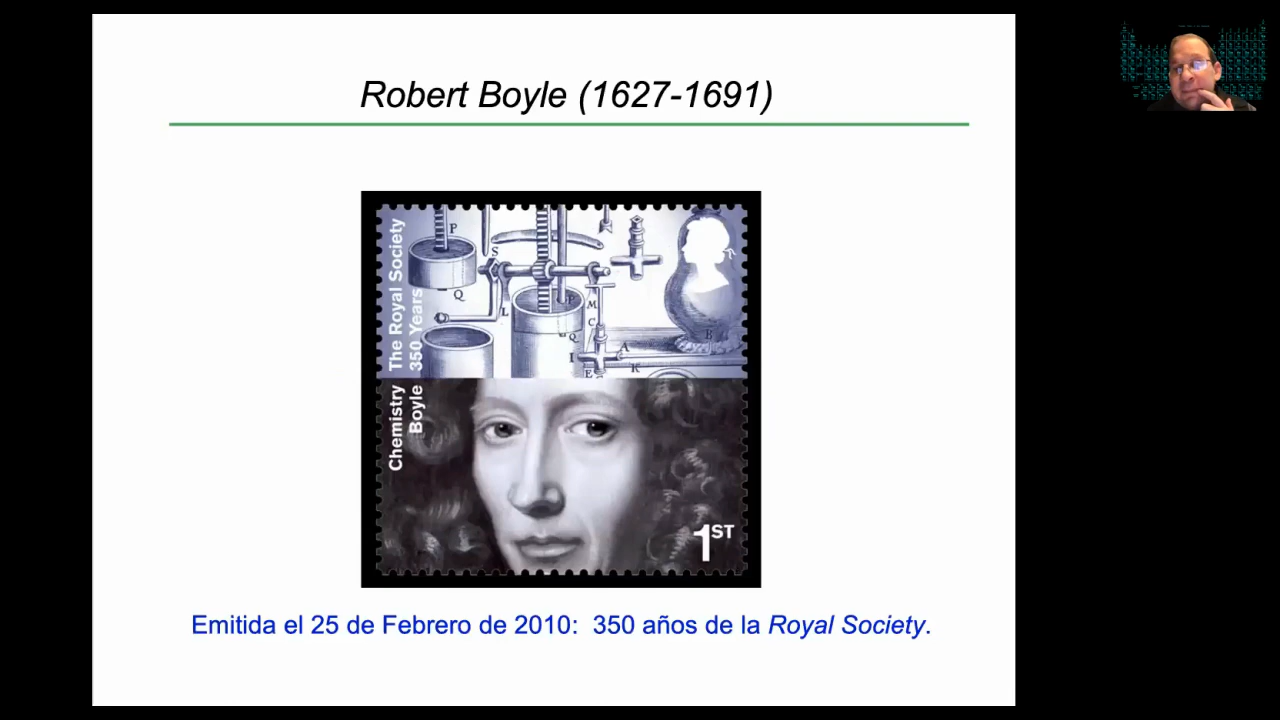 Robert Boyle (1627-1691)
The Royal Society
350 Years
P
S
Q
L
P
M
C
Q
I
A
B
E
K
Chemistry
Boyle
1ST
Emitida el 25 de Febrero de 2010: 350 años de la Royal Society.